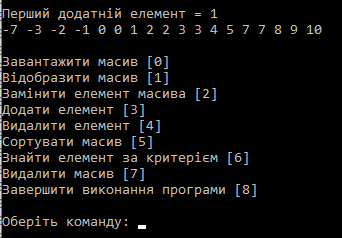 Перший додатній елемент = 1
-7 -3 -2 -1 0 0 1 2 2 3 3 4 5 7 7 8 9 10
Завантажити масив [0]
Відобразити масив [1]
Замінити елемент масива [2]
Додати елемент [3]
Видалити елемент [4]
Сортувати масив [5]
Знайти елемент за критерієм [6]
Видалити масив [7]
Завершити виконання програми [8]
Оберіть команду: